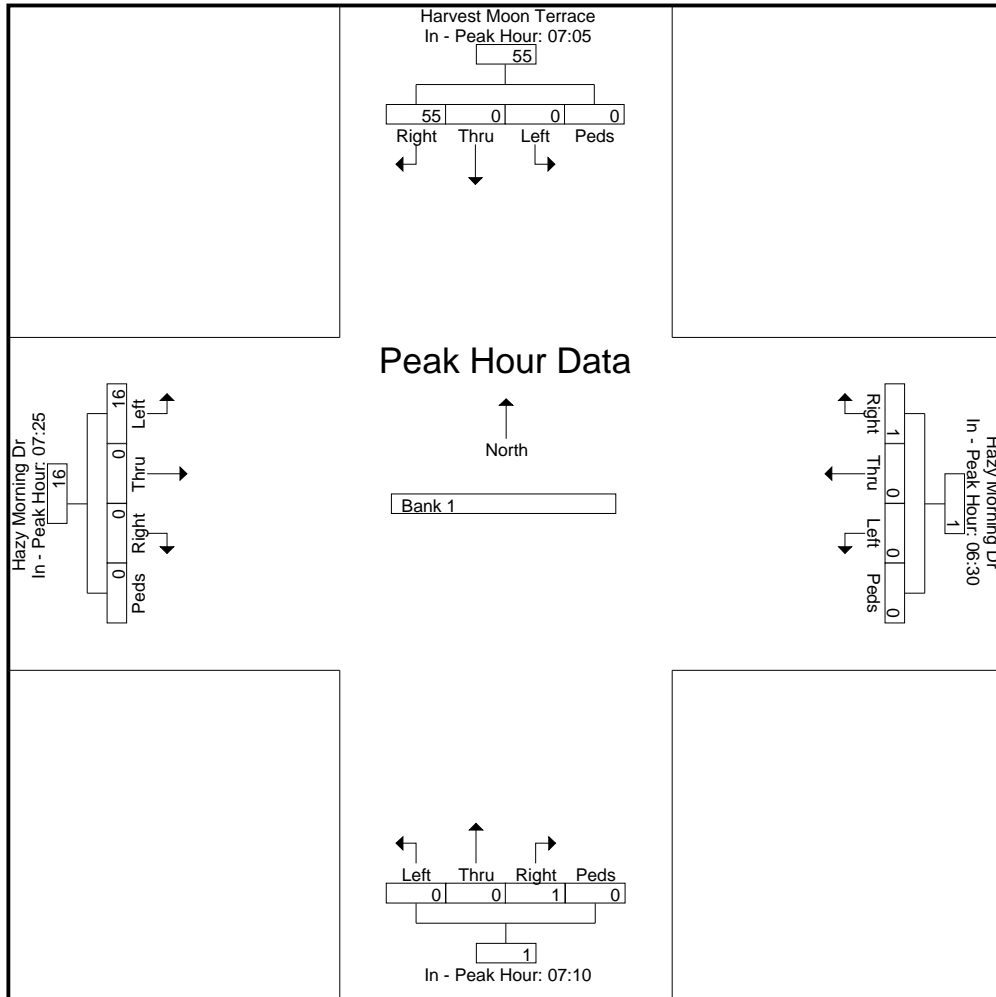 Harvest Moon Terrace
In - Peak Hour: 07:05
55
55 0 0 0
Right Thru Left Peds
Peak Hour Data
North
Bank 1
Hazy Morning Dr
In - Peak Hour: 07:25
16
16 0 0 0
Left Thru Right Peds
Hazy Morning Dr
In - Peak Hour: 06:30
1
1 0 0 0
Right Thru Left Peds
Left Thru Right Peds
0 0 1 0
1
In - Peak Hour: 07:10